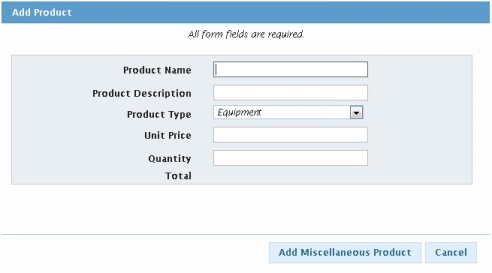 Add Product
All form fields are required.
Product Name
Product Description
Product Type Equipment
Unit Price
Quantity
Total
Add Miscellaneous Product Cancel